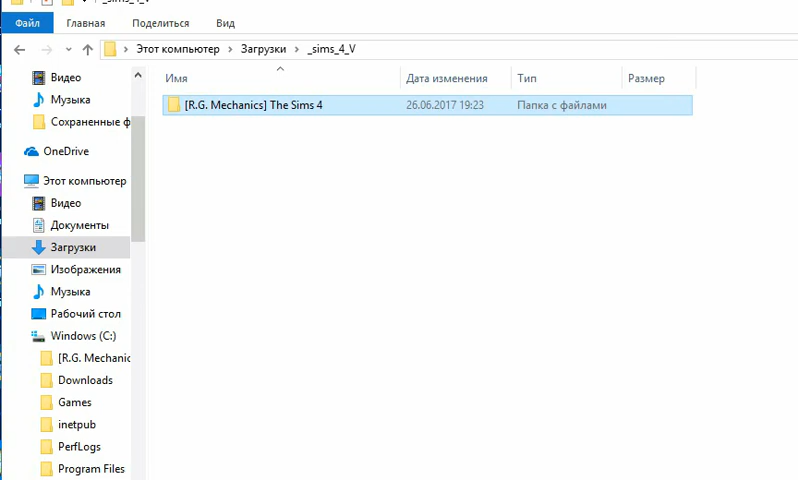 Файл Главная Поделиться Вид
Этот компьютер Загрузки _sims_4_V
Имя Дата изменения Тип Размер
[R.G. Mechanics] The Sims 4 26.06.2017 19:23 Папка с файлами
Видео
Музыка
Сохраненные ф
OneDrive
Этот компьютер
Видео
Документы
Загрузки
Изображения
Музыка
Рабочий стол
Windows (C:)
[R.G. Mechanic
Downloads
Games
inetpub
PerfLogs
Program Files